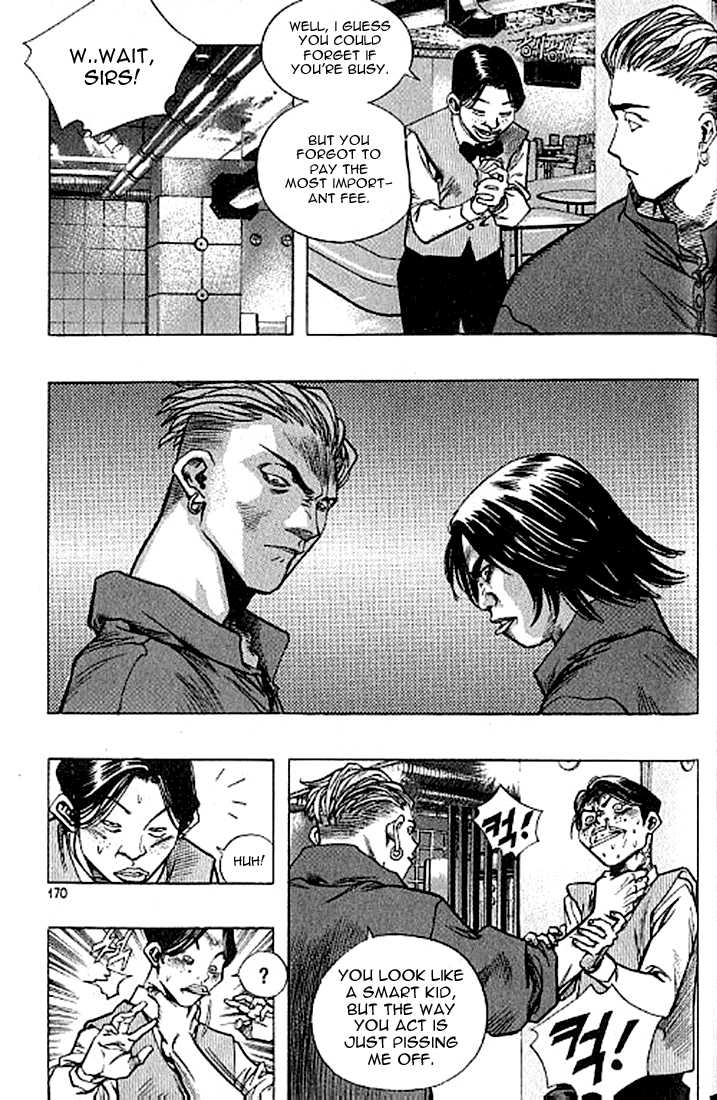 W..WAIT,
SIRS!
WELL, I GUESS
YOU COULD
FORGET IF
YOU'RE BUSY.
BUT YOU
FORGOT TO
PAY THE
MOST IMPORT-
ANT FEE.
HUH!
170
?
컥!
YOU LOOK LIKE
A SMART KID,
BUT THE WAY
YOU ACT IS
JUST PISSING
ME OFF.
컥!